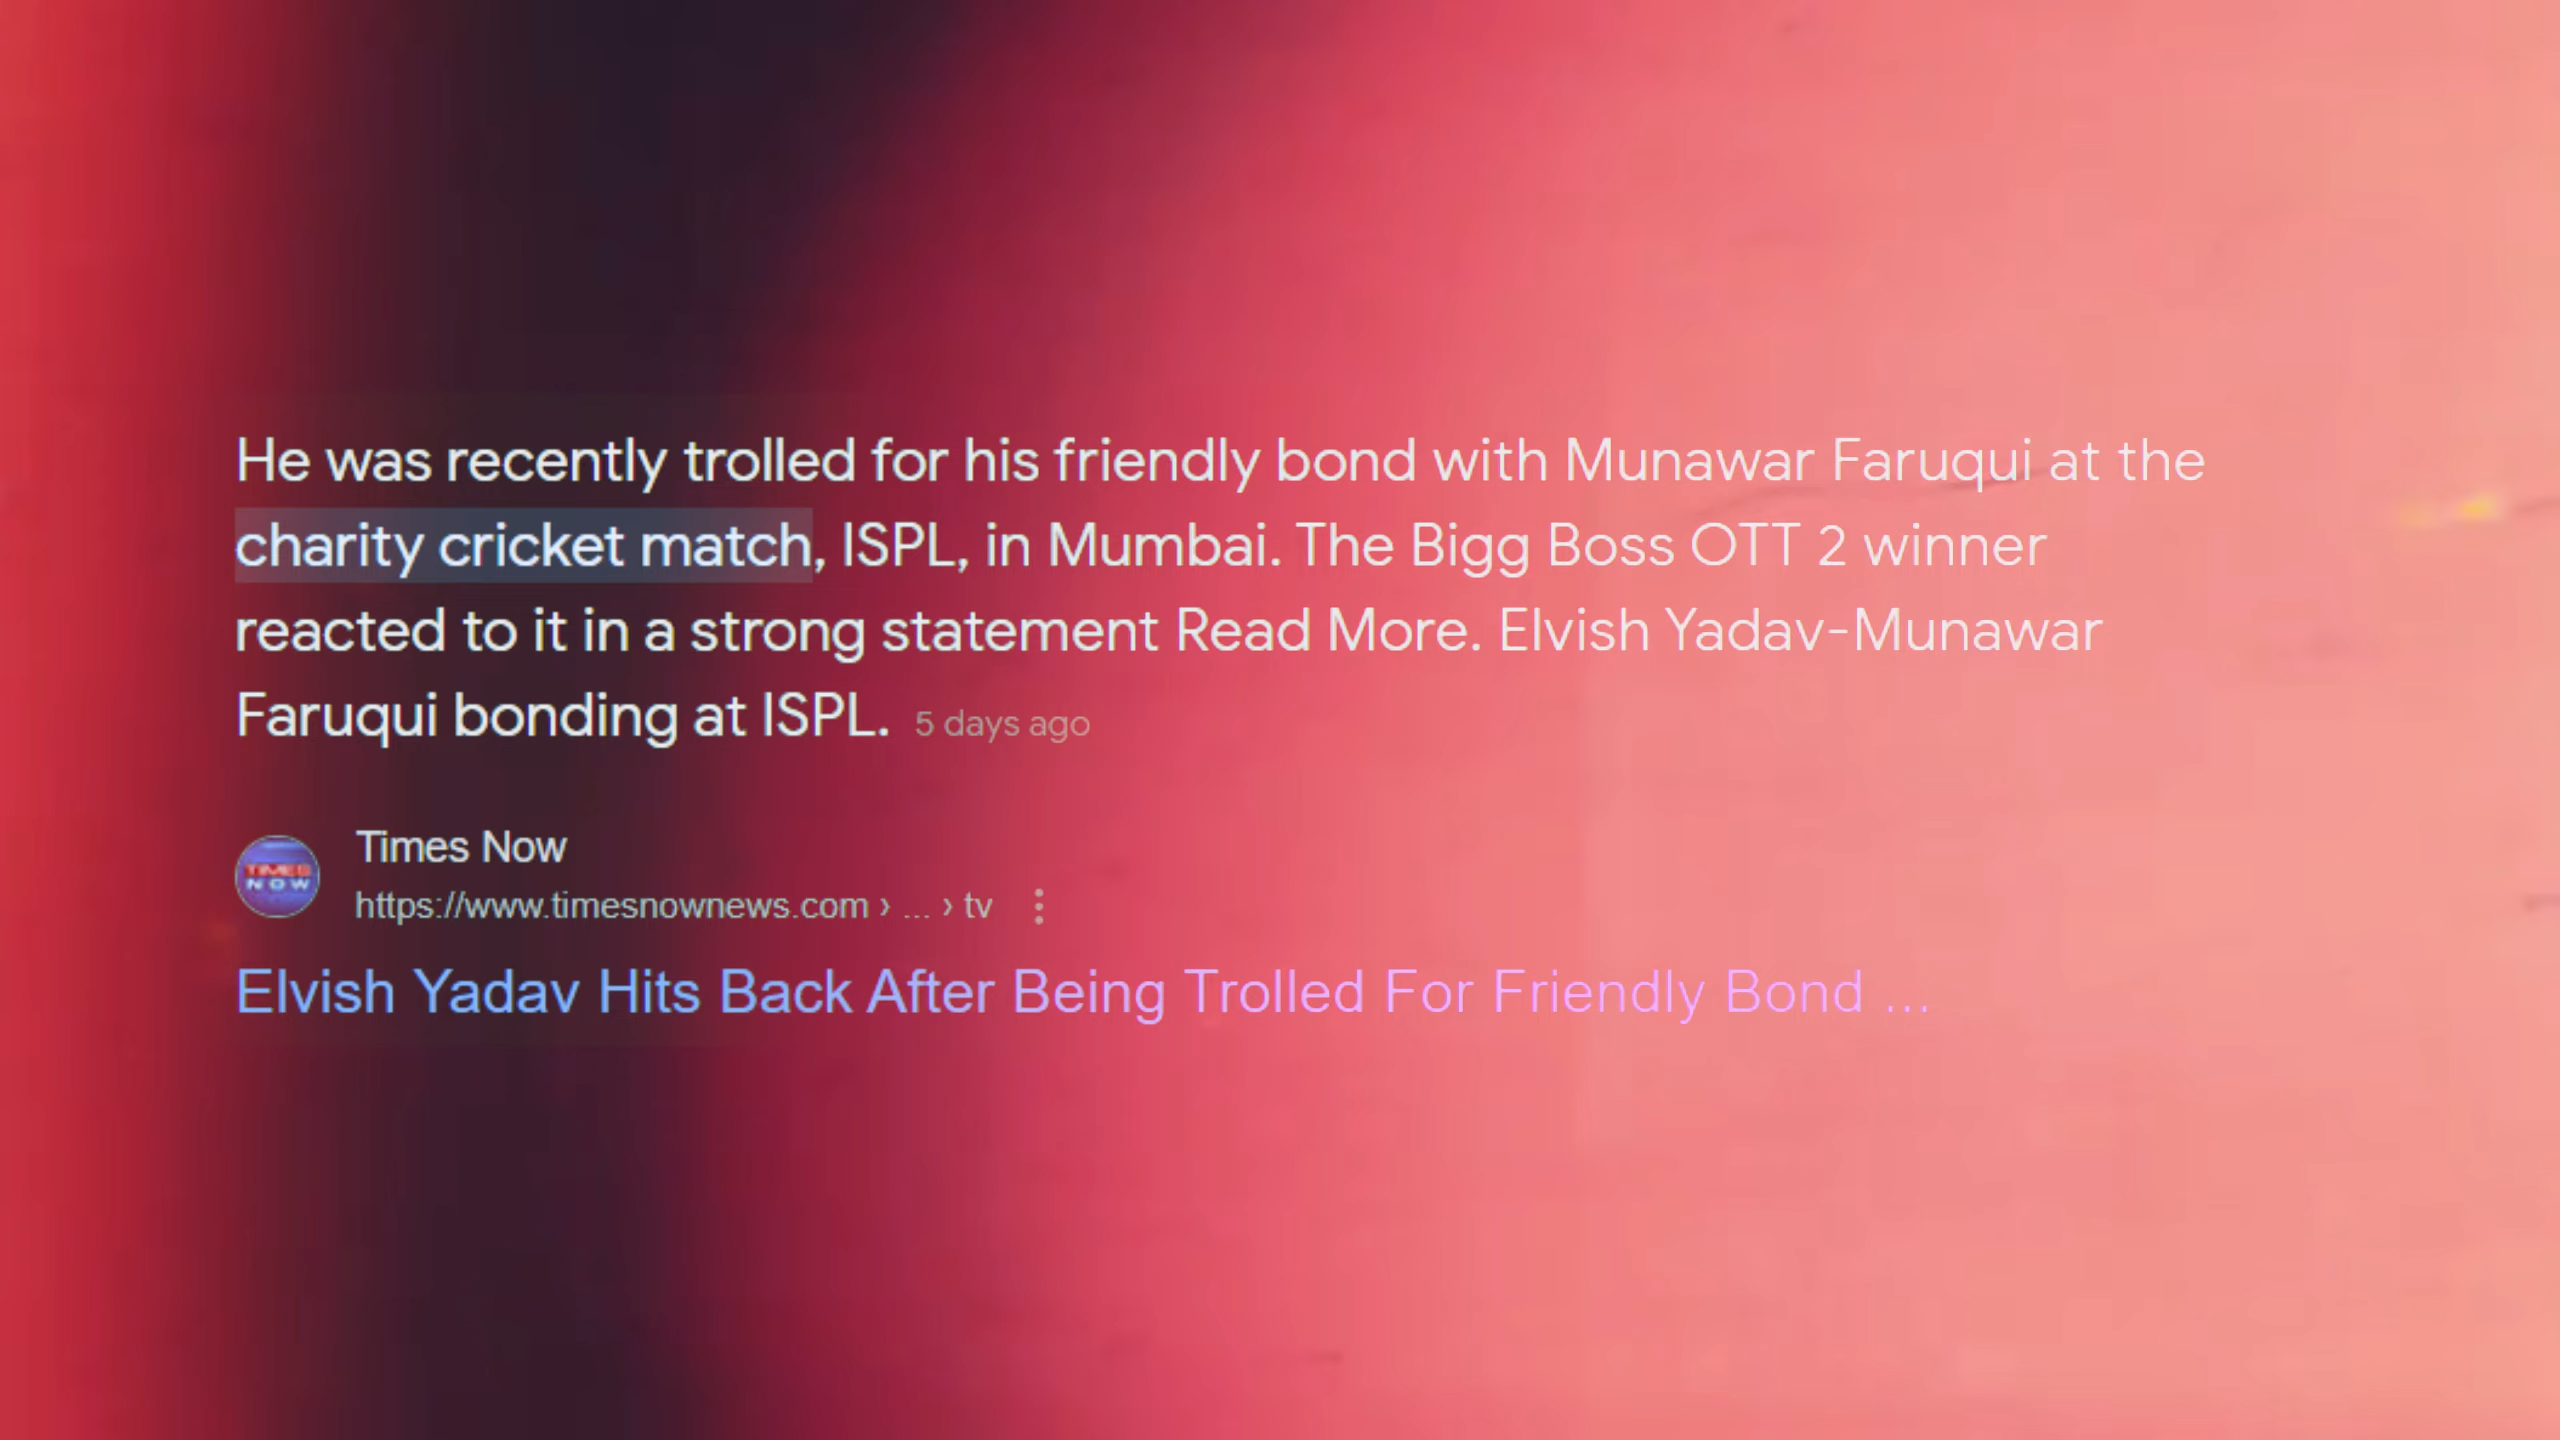 He was recently trolled for his friendly bond with Munawar Faruqui at the
charity cricket match, ISPL, in Mumbai. The Bigg Boss OTT 2 winner
reacted to it in a strong statement Read More. Elvish Yadav-Munawar
Faruqui bonding at ISPL. 5 days ago
TIMES
NOW
Times Now
https://www.timesnownews.com › ... › tv
Elvish Yadav Hits Back After Being Trolled For Friendly Bond ...